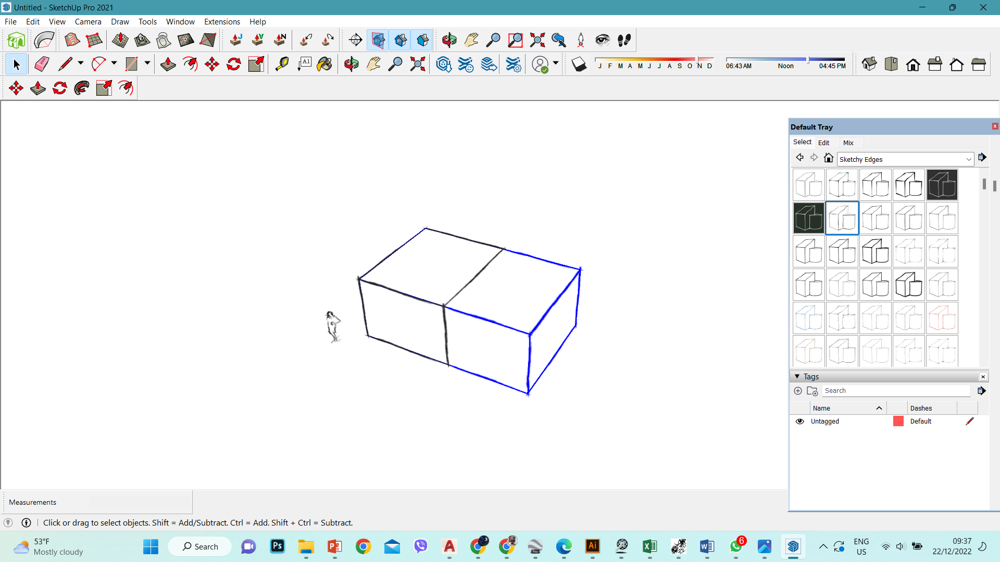 Untitled - SketchUp Pro 2021
File Edit View Camera Draw Tools Window Extensions Help
J V N
C
A-S
A1
J F M A M J J A S O N D
06:43 AM Noon 04:45 PM
Default Tray
Select Edit Mix
Sketchy Edges
Tags
Search
Name Dashes
Untagged Default
Measurements
Click or drag to select objects. Shift = Add/Subtract. Ctrl = Add. Shift + Ctrl = Subtract.
53°F
Mostly cloudy
Search
Ps
P
A
Pro
Ai
X
W
6
ENG
US
09:37
22/12/2022